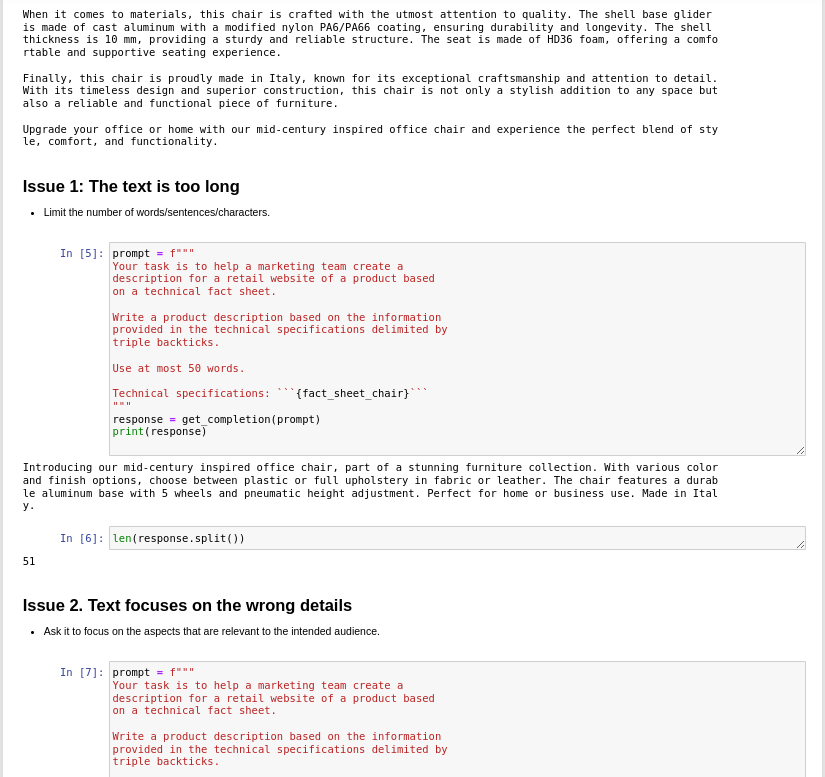 When it comes to materials, this chair is crafted with the utmost attention to quality. The shell base glider
is made of cast aluminum with a modified nylon PA6/PA66 coating, ensuring durability and longevity. The shell
thickness is 10 mm, providing a sturdy and reliable structure. The seat is made of HD36 foam, offering a comfo
rtable and supportive seating experience.
Finally, this chair is proudly made in Italy, known for its exceptional craftsmanship and attention to detail.
With its timeless design and superior construction, this chair is not only a stylish addition to any space but
also a reliable and functional piece of furniture.
Upgrade your office or home with our mid-century inspired office chair and experience the perfect blend of sty
le, comfort, and functionality.
Issue 1: The text is too long
• Limit the number of words/sentences/characters.
In [5]: prompt = f"""
Your task is to help a marketing team create a
description for a retail website of a product based
on a technical fact sheet.
Write a product description based on the information
provided in the technical specifications delimited by
triple backticks.
Use at most 50 words.
Technical specifications: ```{fact_sheet_chair}```
"""
response = get_completion(prompt)
print(response)
Introducing our mid-century inspired office chair, part of a stunning furniture collection. With various color
and finish options, choose between plastic or full upholstery in fabric or leather. The chair features a durab
le aluminum base with 5 wheels and pneumatic height adjustment. Perfect for home or business use. Made in Ital
y.
In [6]: len(response.split())
51
Issue 2. Text focuses on the wrong details
• Ask it to focus on the aspects that are relevant to the intended audience.
In [7]: prompt = f"""
Your task is to help a marketing team create a
description for a retail website of a product based
on a technical fact sheet.
Write a product description based on the information
provided in the technical specifications delimited by
triple backticks.